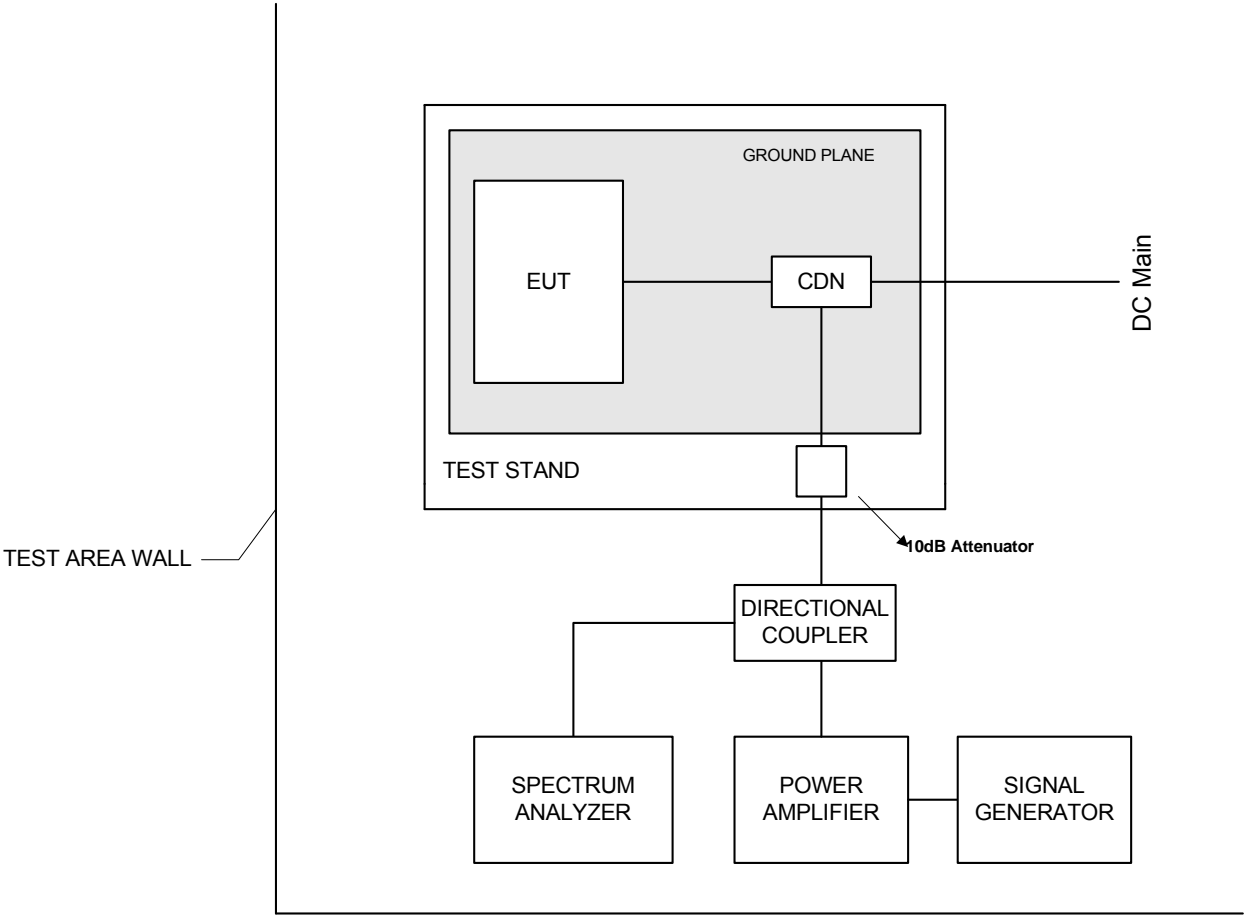 GROUND PLANE
EUT
CDN
DC Main
TEST STAND
10dB Attenuator
TEST AREA WALL
DIRECTIONAL
COUPLER
SPECTRUM
ANALYZER
POWER
AMPLIFIER
SIGNAL
GENERATOR